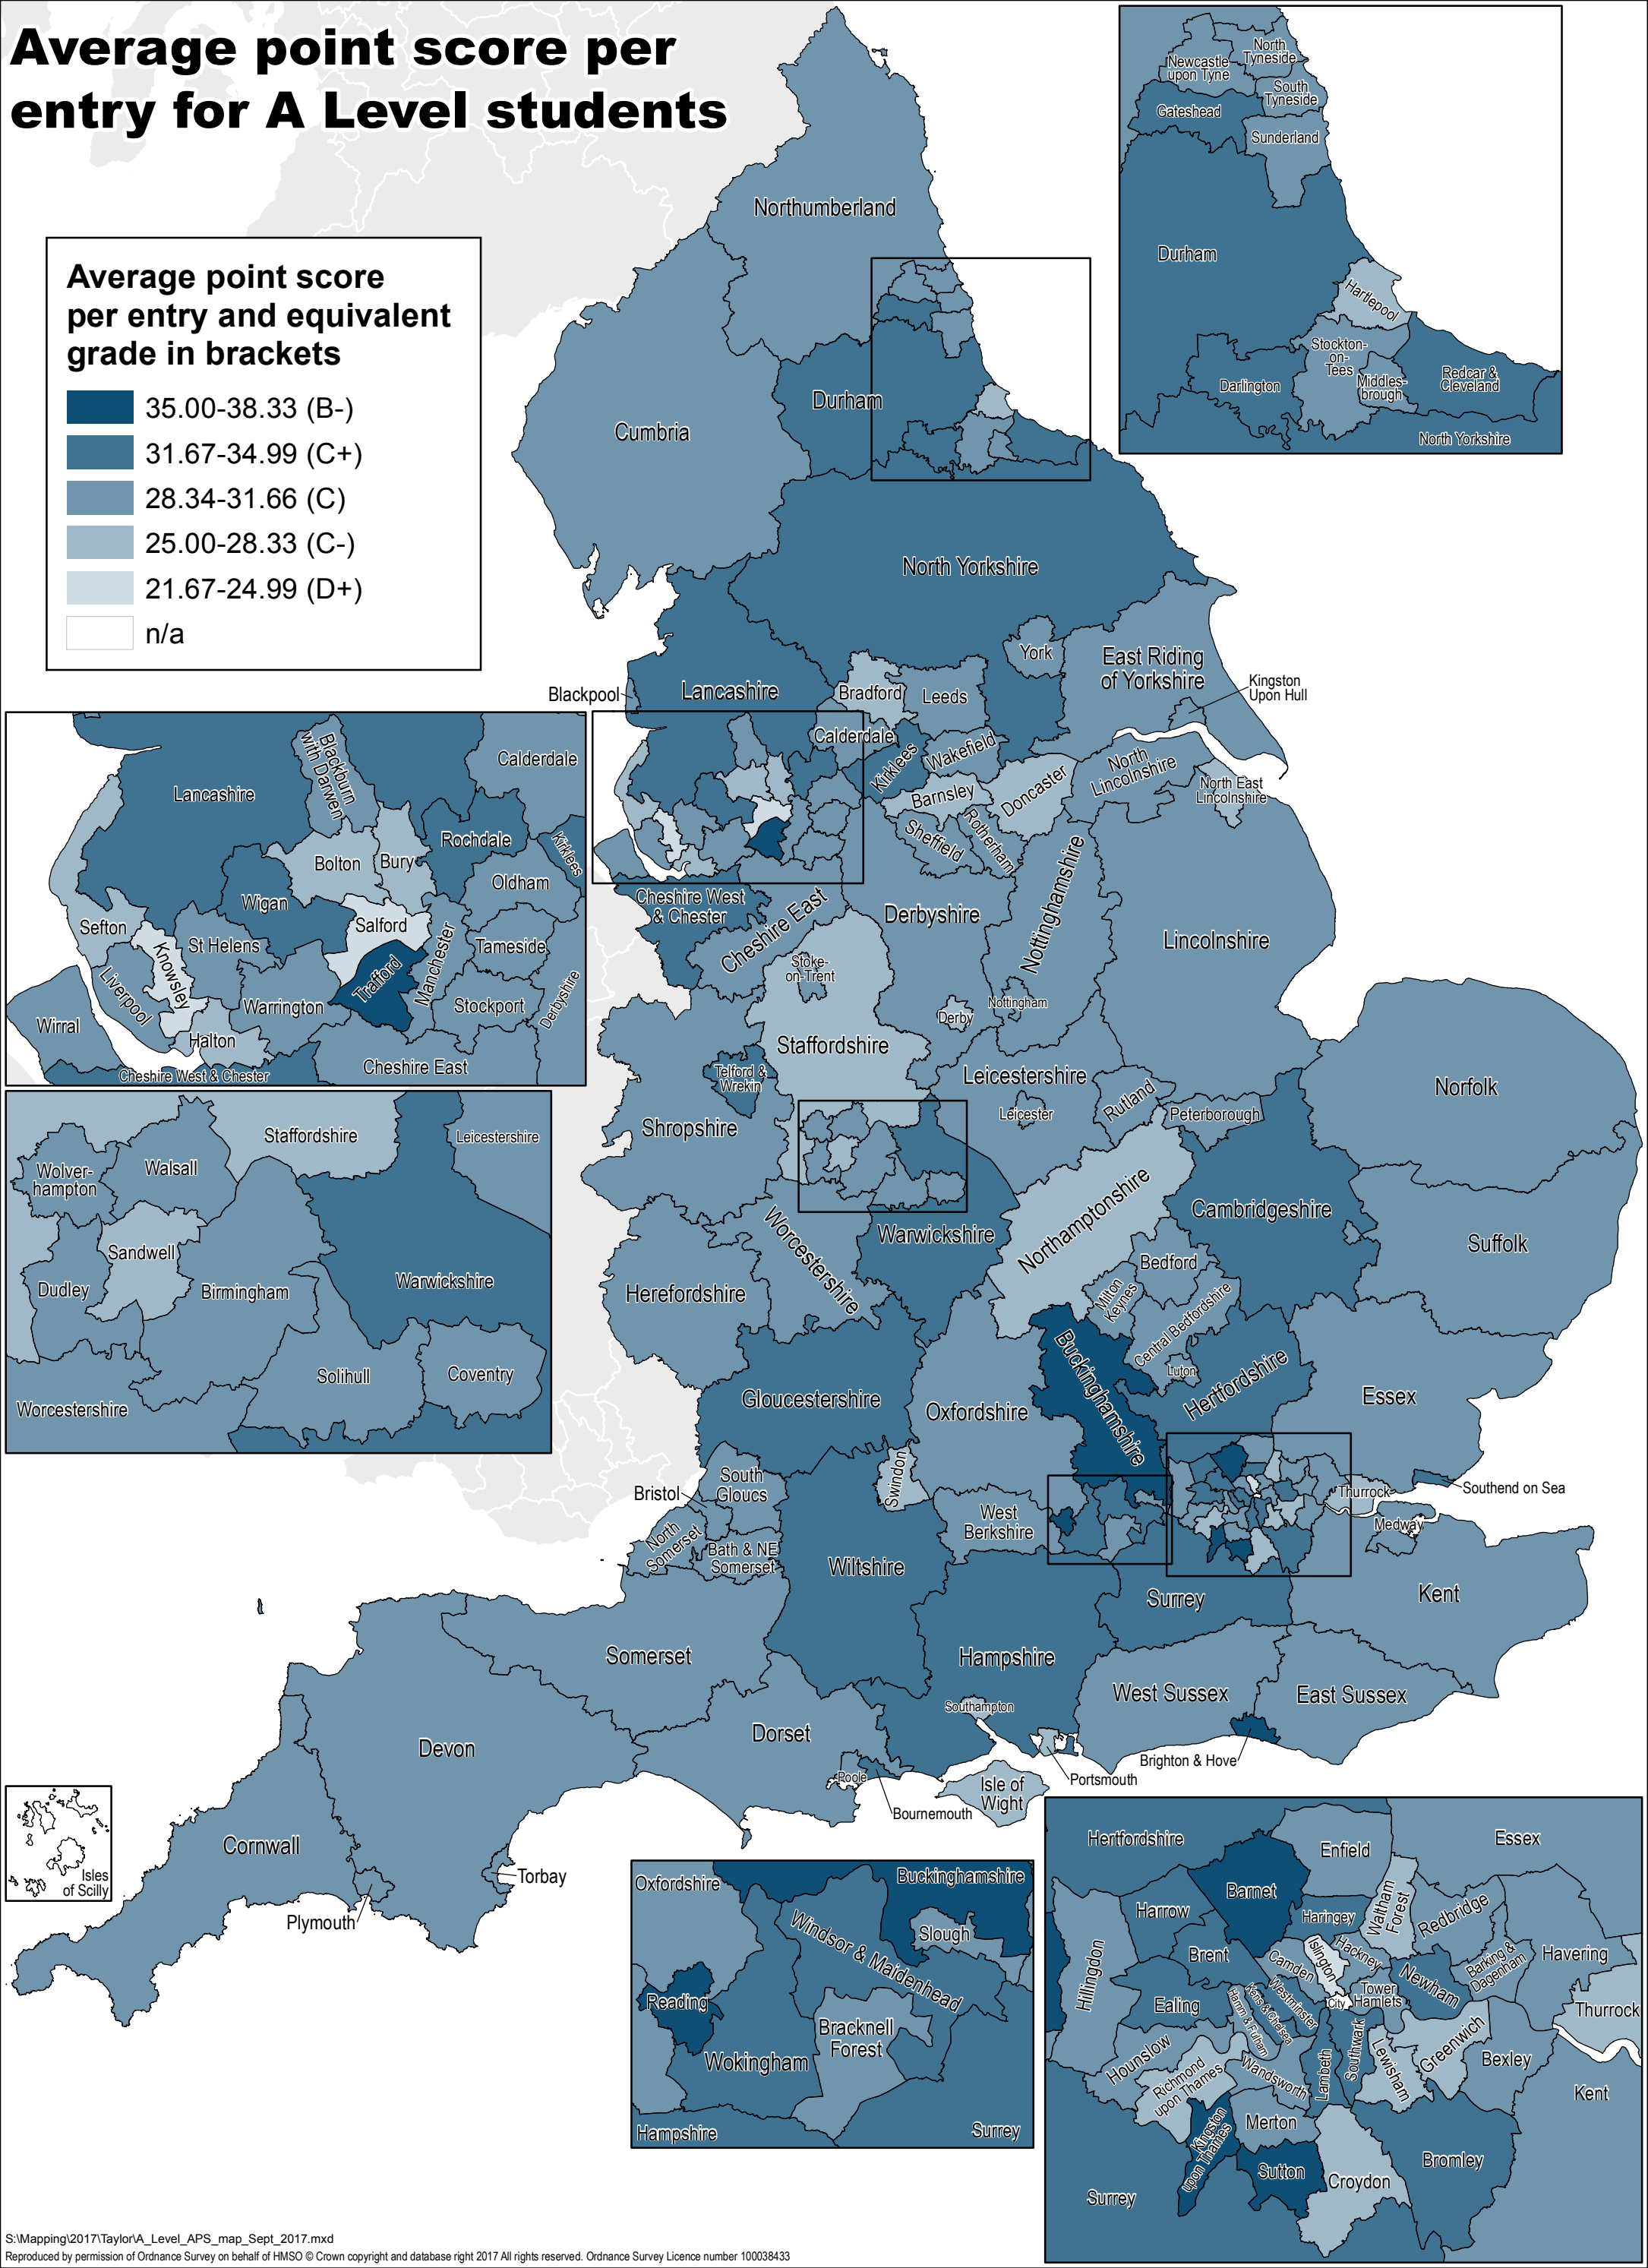 Average point score per
entry for A Level students
Average point score
per entry and equivalent
grade in brackets
35.00-38.33 (B-)
31.67-34.99 (C+)
28.34-31.66 (C)
25.00-28.33 (C-)
21.67-24.99 (D+)
n/a
Newcastle
upon Tyne
North
Tyneside
South
Tyneside
Gateshead
Sunderland
Durham
Hartlepool
Stockton-
on-
Tees
Middles-
brough
Redcar &
Cleveland
Darlington
North Yorkshire
Northumberland
Cumbria
Durham
North Yorkshire
York
East Riding
of Yorkshire
Kingston
Upon Hull
Blackpool
Lancashire
Bradford
Leeds
Calderdale
Kirklees
Wakefield
Barnsley
Doncaster
North
Lincolnshire
North East
Lincolnshire
Sheffield
Rotherham
Cheshire West
& Chester
Cheshire East
Derbyshire
Nottinghamshire
Lincolnshire
Stoke-
on-Trent
Derby
Nottingham
Staffordshire
Telford &
Wrekin
Shropshire
Leicestershire
Leicester
Rutland
Peterborough
Norfolk
Cambridgeshire
Suffolk
Northamptonshire
Warwickshire
Worcestershire
Herefordshire
Bedford
Milton
Keynes
Central Bedfordshire
Luton
Buckinghamshire
Hertfordshire
Essex
Gloucestershire
Oxfordshire
Swindon
South
Gloucs
Bristol
North
Somerset
Bath & NE
Somerset
West
Berkshire
Wiltshire
Thurrock
Southend on Sea
Medway
Kent
Surrey
Hampshire
Somerset
West Sussex
East Sussex
Southampton
Dorset
Devon
Brighton & Hove
Portsmouth
Poole
Bournemouth
Isle of
Wight
Cornwall
Torbay
Plymouth
Isles
of Scilly
Lancashire
Blackburn
with Darwen
Calderdale
Rochdale
Kirklees
Bolton
Bury
Oldham
Wigan
Salford
Sefton
St Helens
Knowsley
Liverpool
Trafford
Manchester
Tameside
Stockport
Derbyshire
Warrington
Wirral
Halton
Cheshire West & Chester
Cheshire East
Staffordshire
Leicestershire
Wolver-
hampton
Walsall
Sandwell
Dudley
Birmingham
Warwickshire
Solihull
Coventry
Worcestershire
Oxfordshire
Buckinghamshire
Slough
Windsor & Maidenhead
Reading
Bracknell
Forest
Wokingham
Hampshire
Surrey
Hertfordshire
Enfield
Essex
Barnet
Harrow
Haringey
Waltham
Forest
Redbridge
Hillingdon
Brent
Camden
Islington
Hackney
Newham
Barking &
Dagenham
Havering
Ealing
Hamm & Fulham
Kens & Chelsea
Westminster
City
Tower
Hamlets
Thurrock
Hounslow
Richmond
upon Thames
Wandsworth
Lambeth
Southwark
Lewisham
Greenwich
Bexley
Kent
Kingston
upon Thames
Merton
Sutton
Croydon
Bromley
Surrey
S:\Mapping\2017\Taylor\A_Level_APS_map_Sept_2017.mxd
Reproduced by permission of Ordnance Survey on behalf of HMSO © Crown copyright and database right 2017 All rights reserved. Ordnance Survey Licence number 100038433